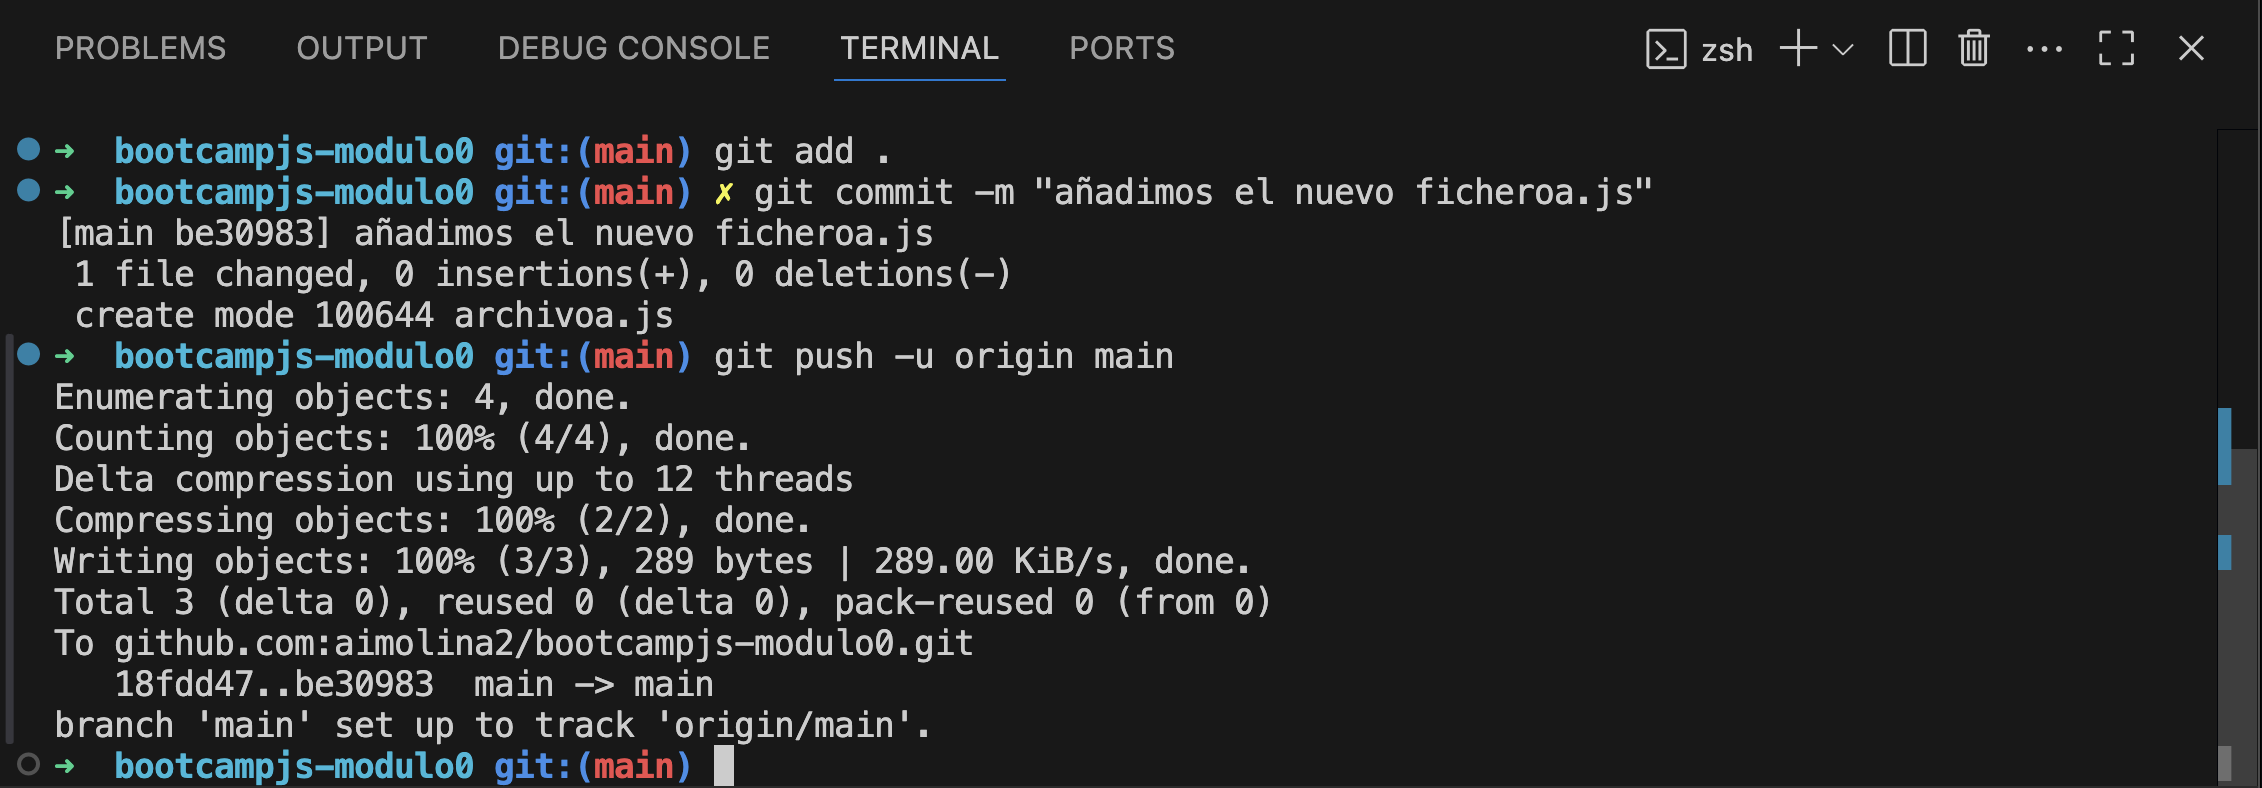 PROBLEMS OUTPUT DEBUG CONSOLE TERMINAL PORTS zsh
➜ bootcampjs-modulo0 git:(main) git add .
➜ bootcampjs-modulo0 git:(main) ✗ git commit -m "añadimos el nuevo ficheroa.js"
[main be30983] añadimos el nuevo ficheroa.js
1 file changed, 0 insertions(+), 0 deletions(-)
create mode 100644 archivoa.js
➜ bootcampjs-modulo0 git:(main) git push -u origin main
Enumerating objects: 4, done.
Counting objects: 100% (4/4), done.
Delta compression using up to 12 threads
Compressing objects: 100% (2/2), done.
Writing objects: 100% (3/3), 289 bytes | 289.00 KiB/s, done.
Total 3 (delta 0), reused 0 (delta 0), pack-reused 0 (from 0)
To github.com:aimolina2/bootcampjs-modulo0.git
18fdd47..be30983 main -> main
branch 'main' set up to track 'origin/main'.
➜ bootcampjs-modulo0 git:(main)